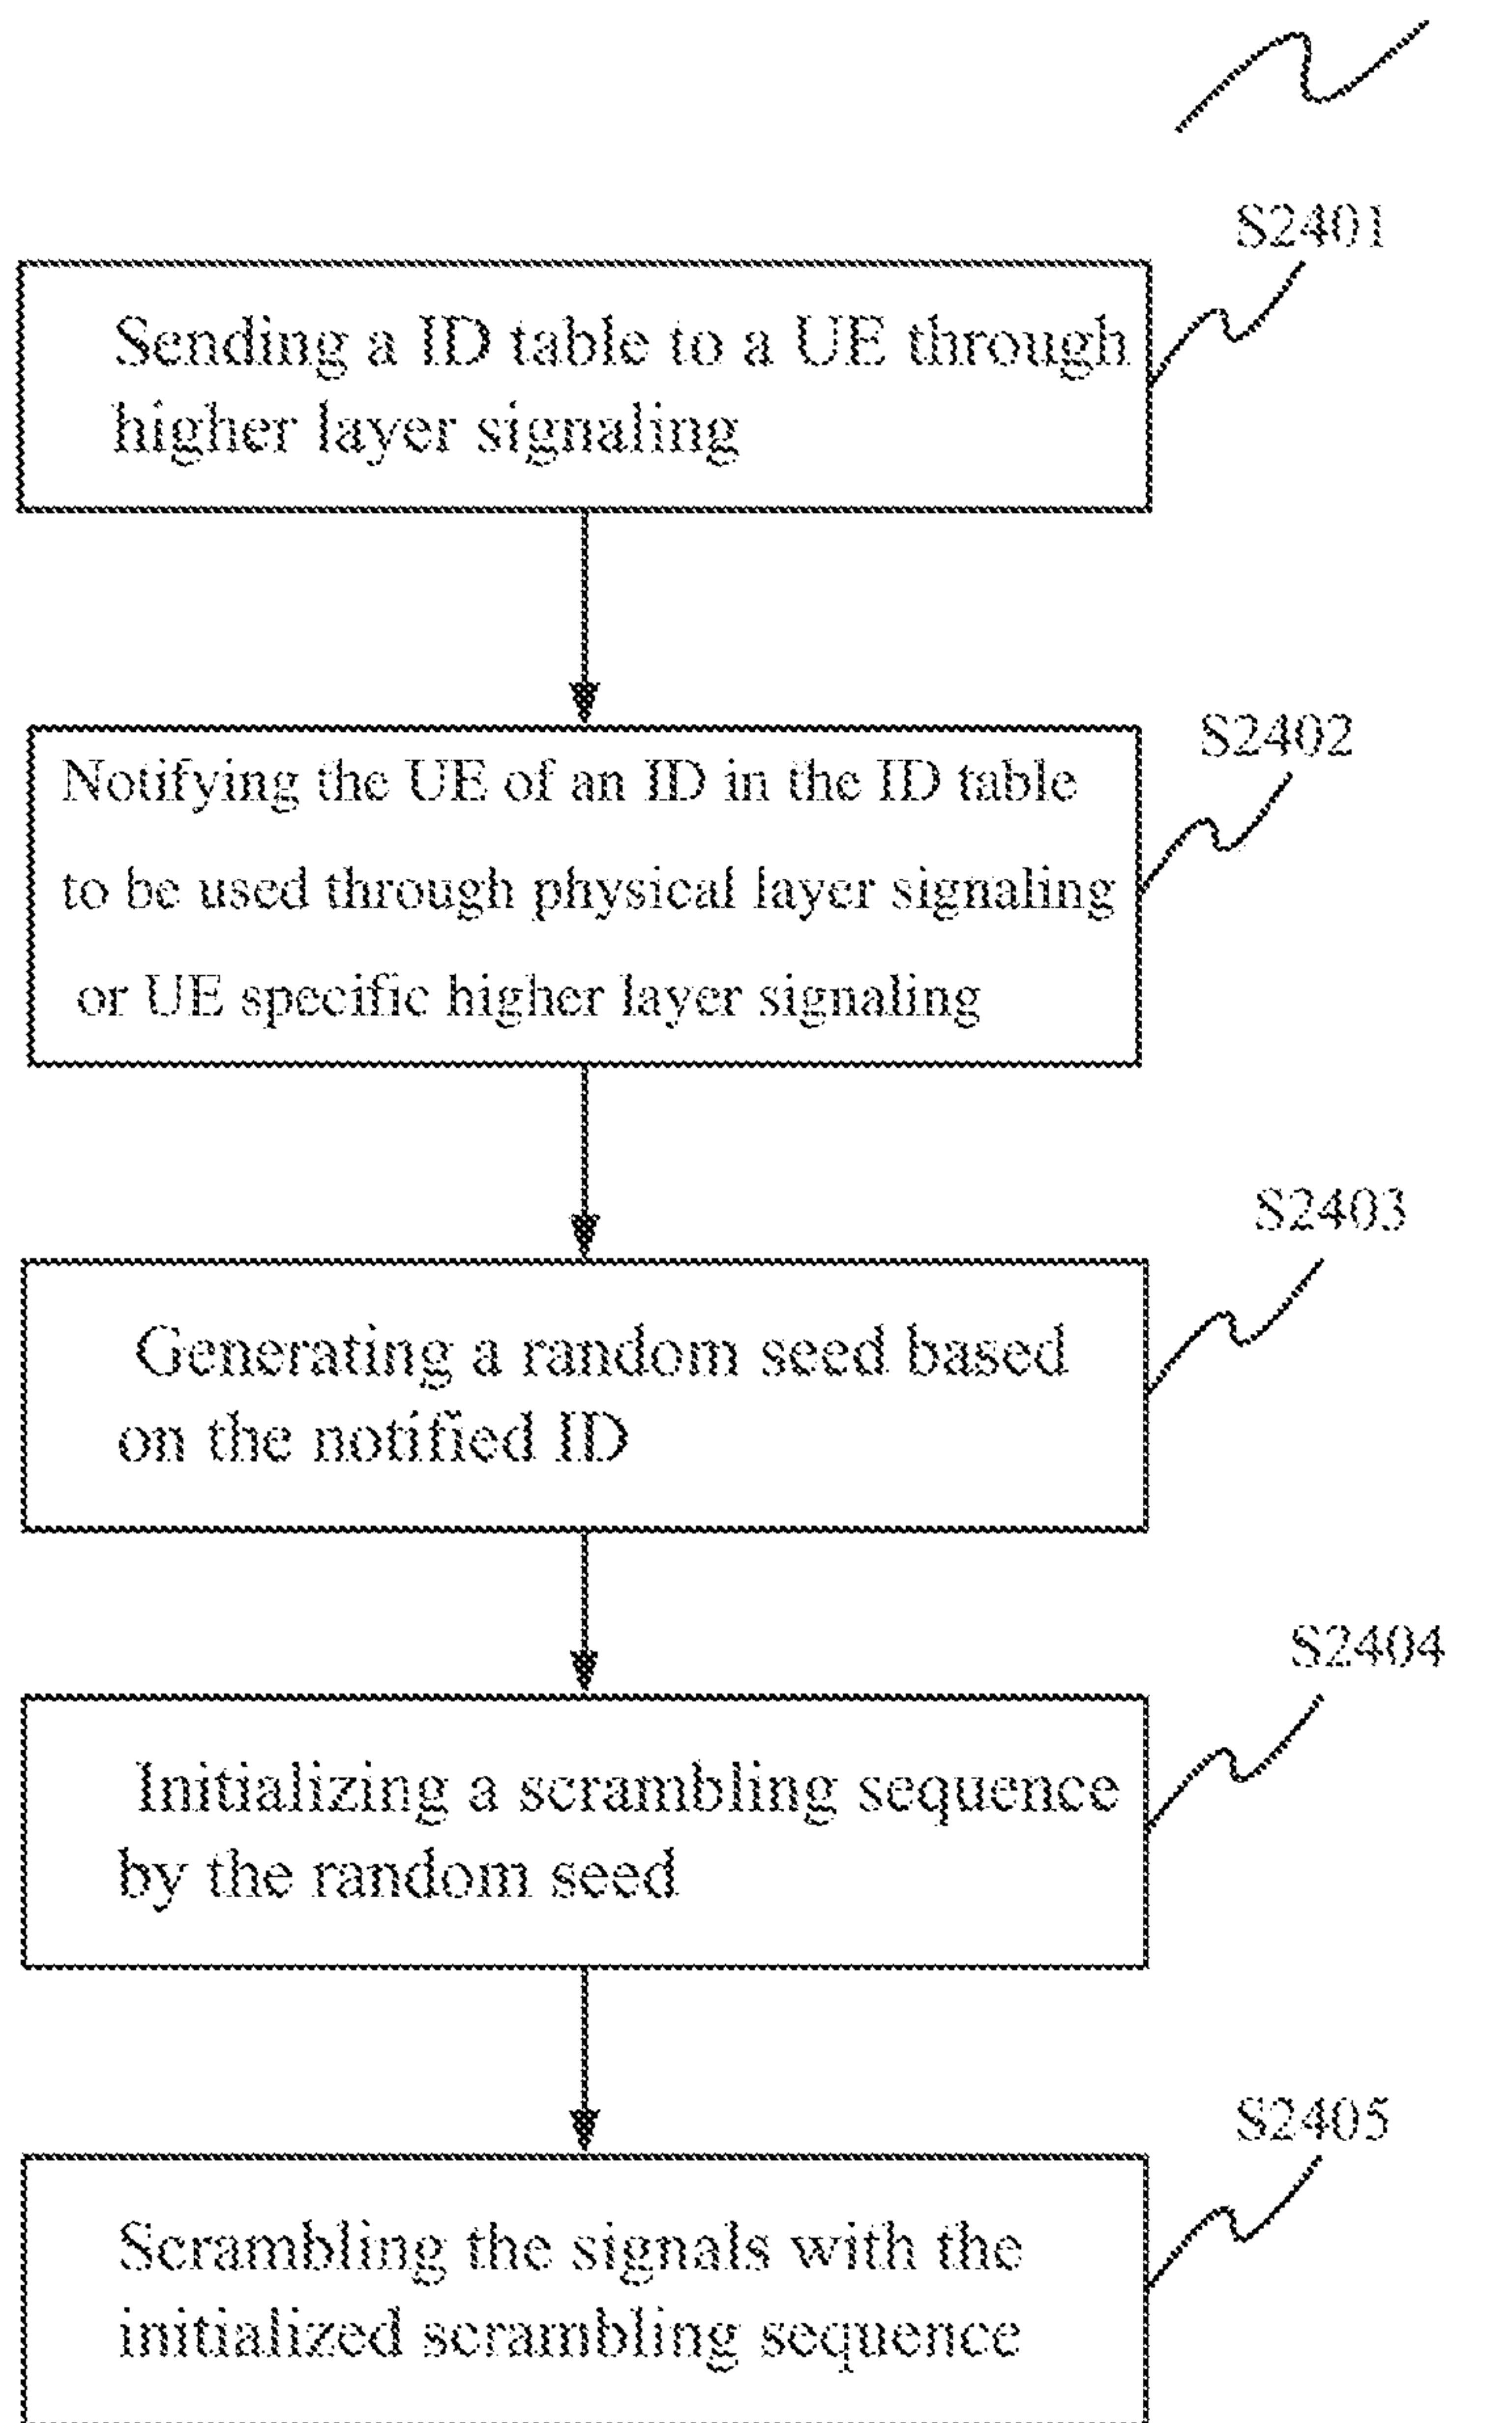 S2401
Sending a ID table to a UE through
higher layer signaling
S2402
Notifying the UE of an ID in the ID table
to be used through physical layer signaling
or UE specific higher layer signaling
S2403
Generating a random seed based
on the notified ID
S2404
Initializing a scrambling sequence
by the random seed
S2405
Scrambling the signals with the
initialized scrambling sequence